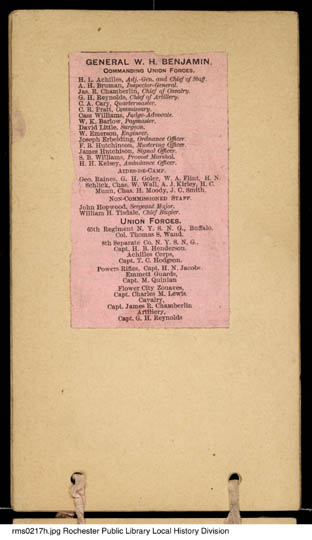 GENERAL W. H. BENJAMIN,
COMMANDING UNION FORCES.
H. L. Achilles, Adj.-Gen. and Chief of Staff.
A. H. Bruman, Inspector-General.
Jas. R. Chamberlin, Chief of Cavalry.
G. H. Reynolds, Chief of Artillery.
C. A. Cary, Quartermaster.
C. R. Pratt, Commissary.
Cass Williams, Judge-Advocate.
W. K. Barlow, Paymaster.
David Little, Surgeon.
W. Emerson, Engineer.
Joseph Erbelding, Ordnance Officer.
F. B. Hutchinson, Mustering Officer.
James Hutchison, Signal Officer.
S. B. Williams, Provost Marshal.
H. H. Kelsey, Ambulance Officer.
AIDES-DE-CAMP.
Geo. Raines, G. H. Goler, W. A. Flint, H. N.
Schlick, Chas. W. Wall, A. J. Kirley, H. C.
Munn, Chas. H. Moody, J. C. Smith.
NON-COMMISSIONED STAFF.
John Hopwood, Sergeant Major.
William H. Tisdale, Chief Bugler.
UNION FORCES.
65th Regiment N. Y. S. N. G., Buffalo.
Col. Thomas S. Waud.
8th Separate Co. N. Y. S. N. G.,
Capt. H. B. Henderson.
Achilles Corps,
Capt. T. C. Hodgson.
Powers Rifles, Capt. H. N. Jacobs
Emmett Guards,
Capt. M. Quinlan
Flower City Zouaves,
Capt. Charles M. Lewis
Cavalry,
Capt. James R. Chamberlin
Artillery,
Capt. G. H. Reynolds
rms0217h.jpg Rochester Public Library Local History Division